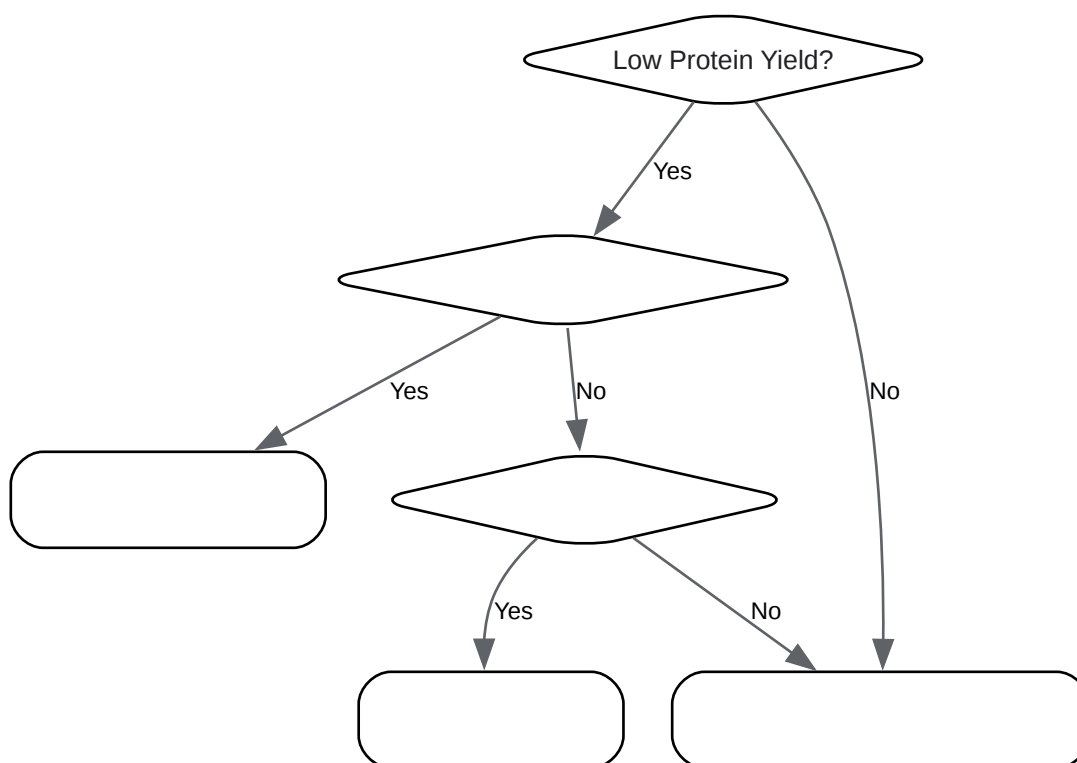 Low Protein Yield?
Yes
Yes
No
No
Yes
No